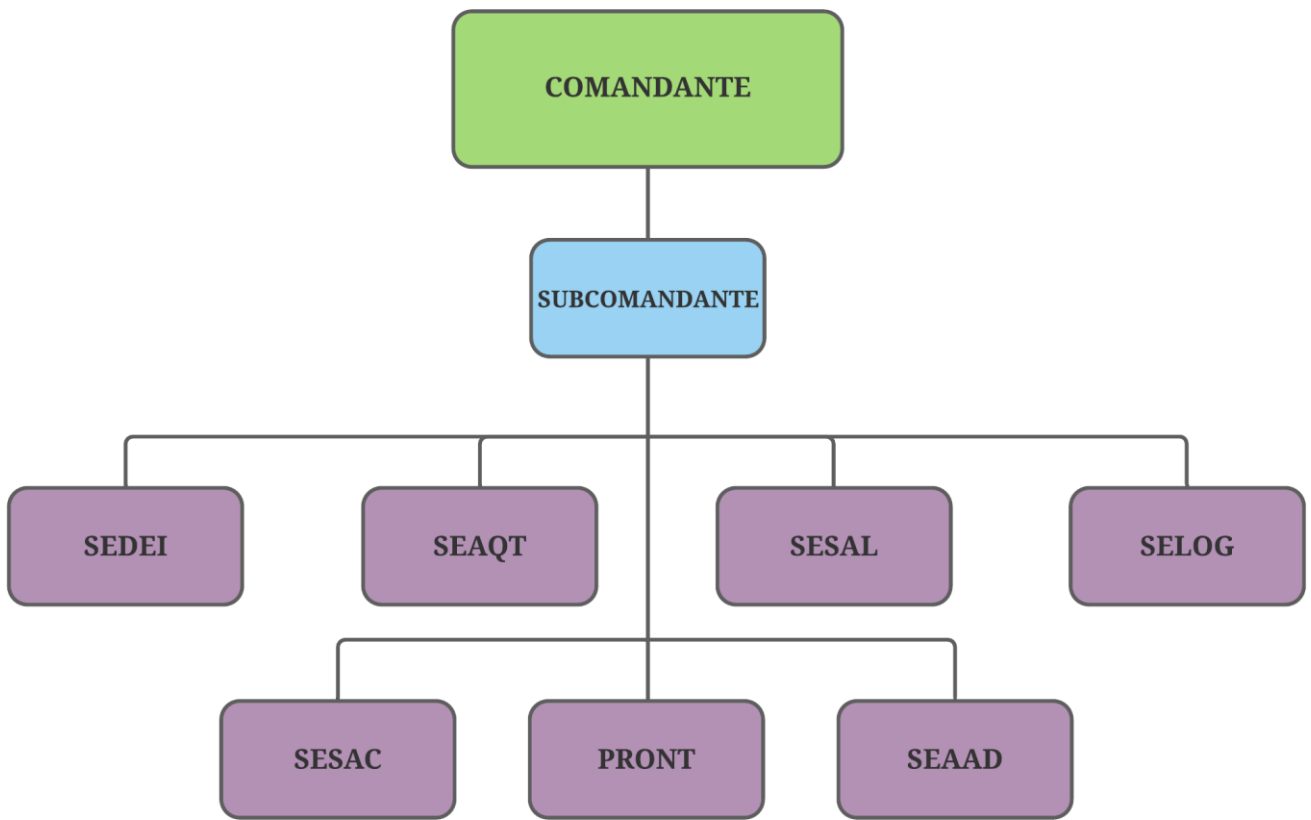 COMANDANTE
SUBCOMANDANTE
SEDEI
SEAQT
SESAL
SELOG
SESAC
PRONT
SEAAD